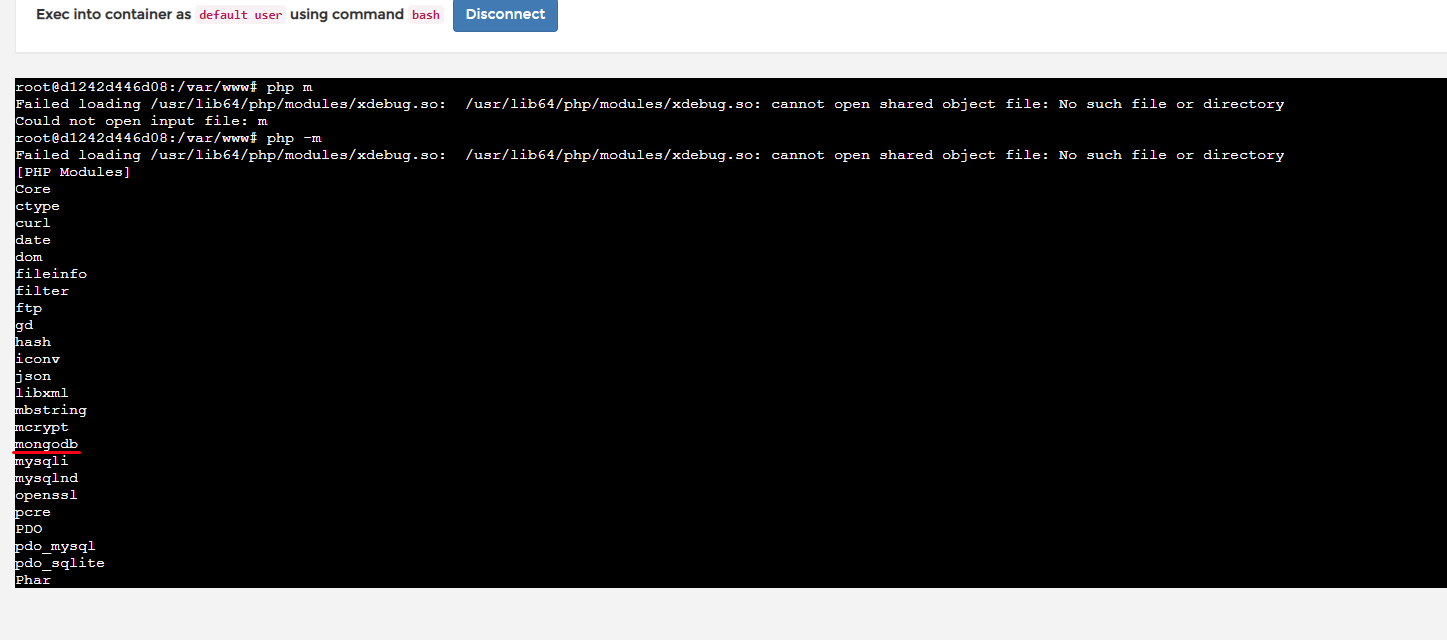 Exec into container as default user using command bash Disconnect
root@d1242d446d08:/var/www# php m
Failed loading /usr/lib64/php/modules/xdebug.so:  /usr/lib64/php/modules/xdebug.so: cannot open shared object file: No such file or directory
Could not open input file: m
root@d1242d446d08:/var/www# php -m
Failed loading /usr/lib64/php/modules/xdebug.so:  /usr/lib64/php/modules/xdebug.so: cannot open shared object file: No such file or directory
[PHP Modules]
Core
ctype
curl
date
dom
fileinfo
filter
ftp
gd
hash
iconv
json
libxml
mbstring
mcrypt
mongodb
mysqli
mysqlnd
openssl
pcre
PDO
pdo_mysql
pdo_sqlite
Phar